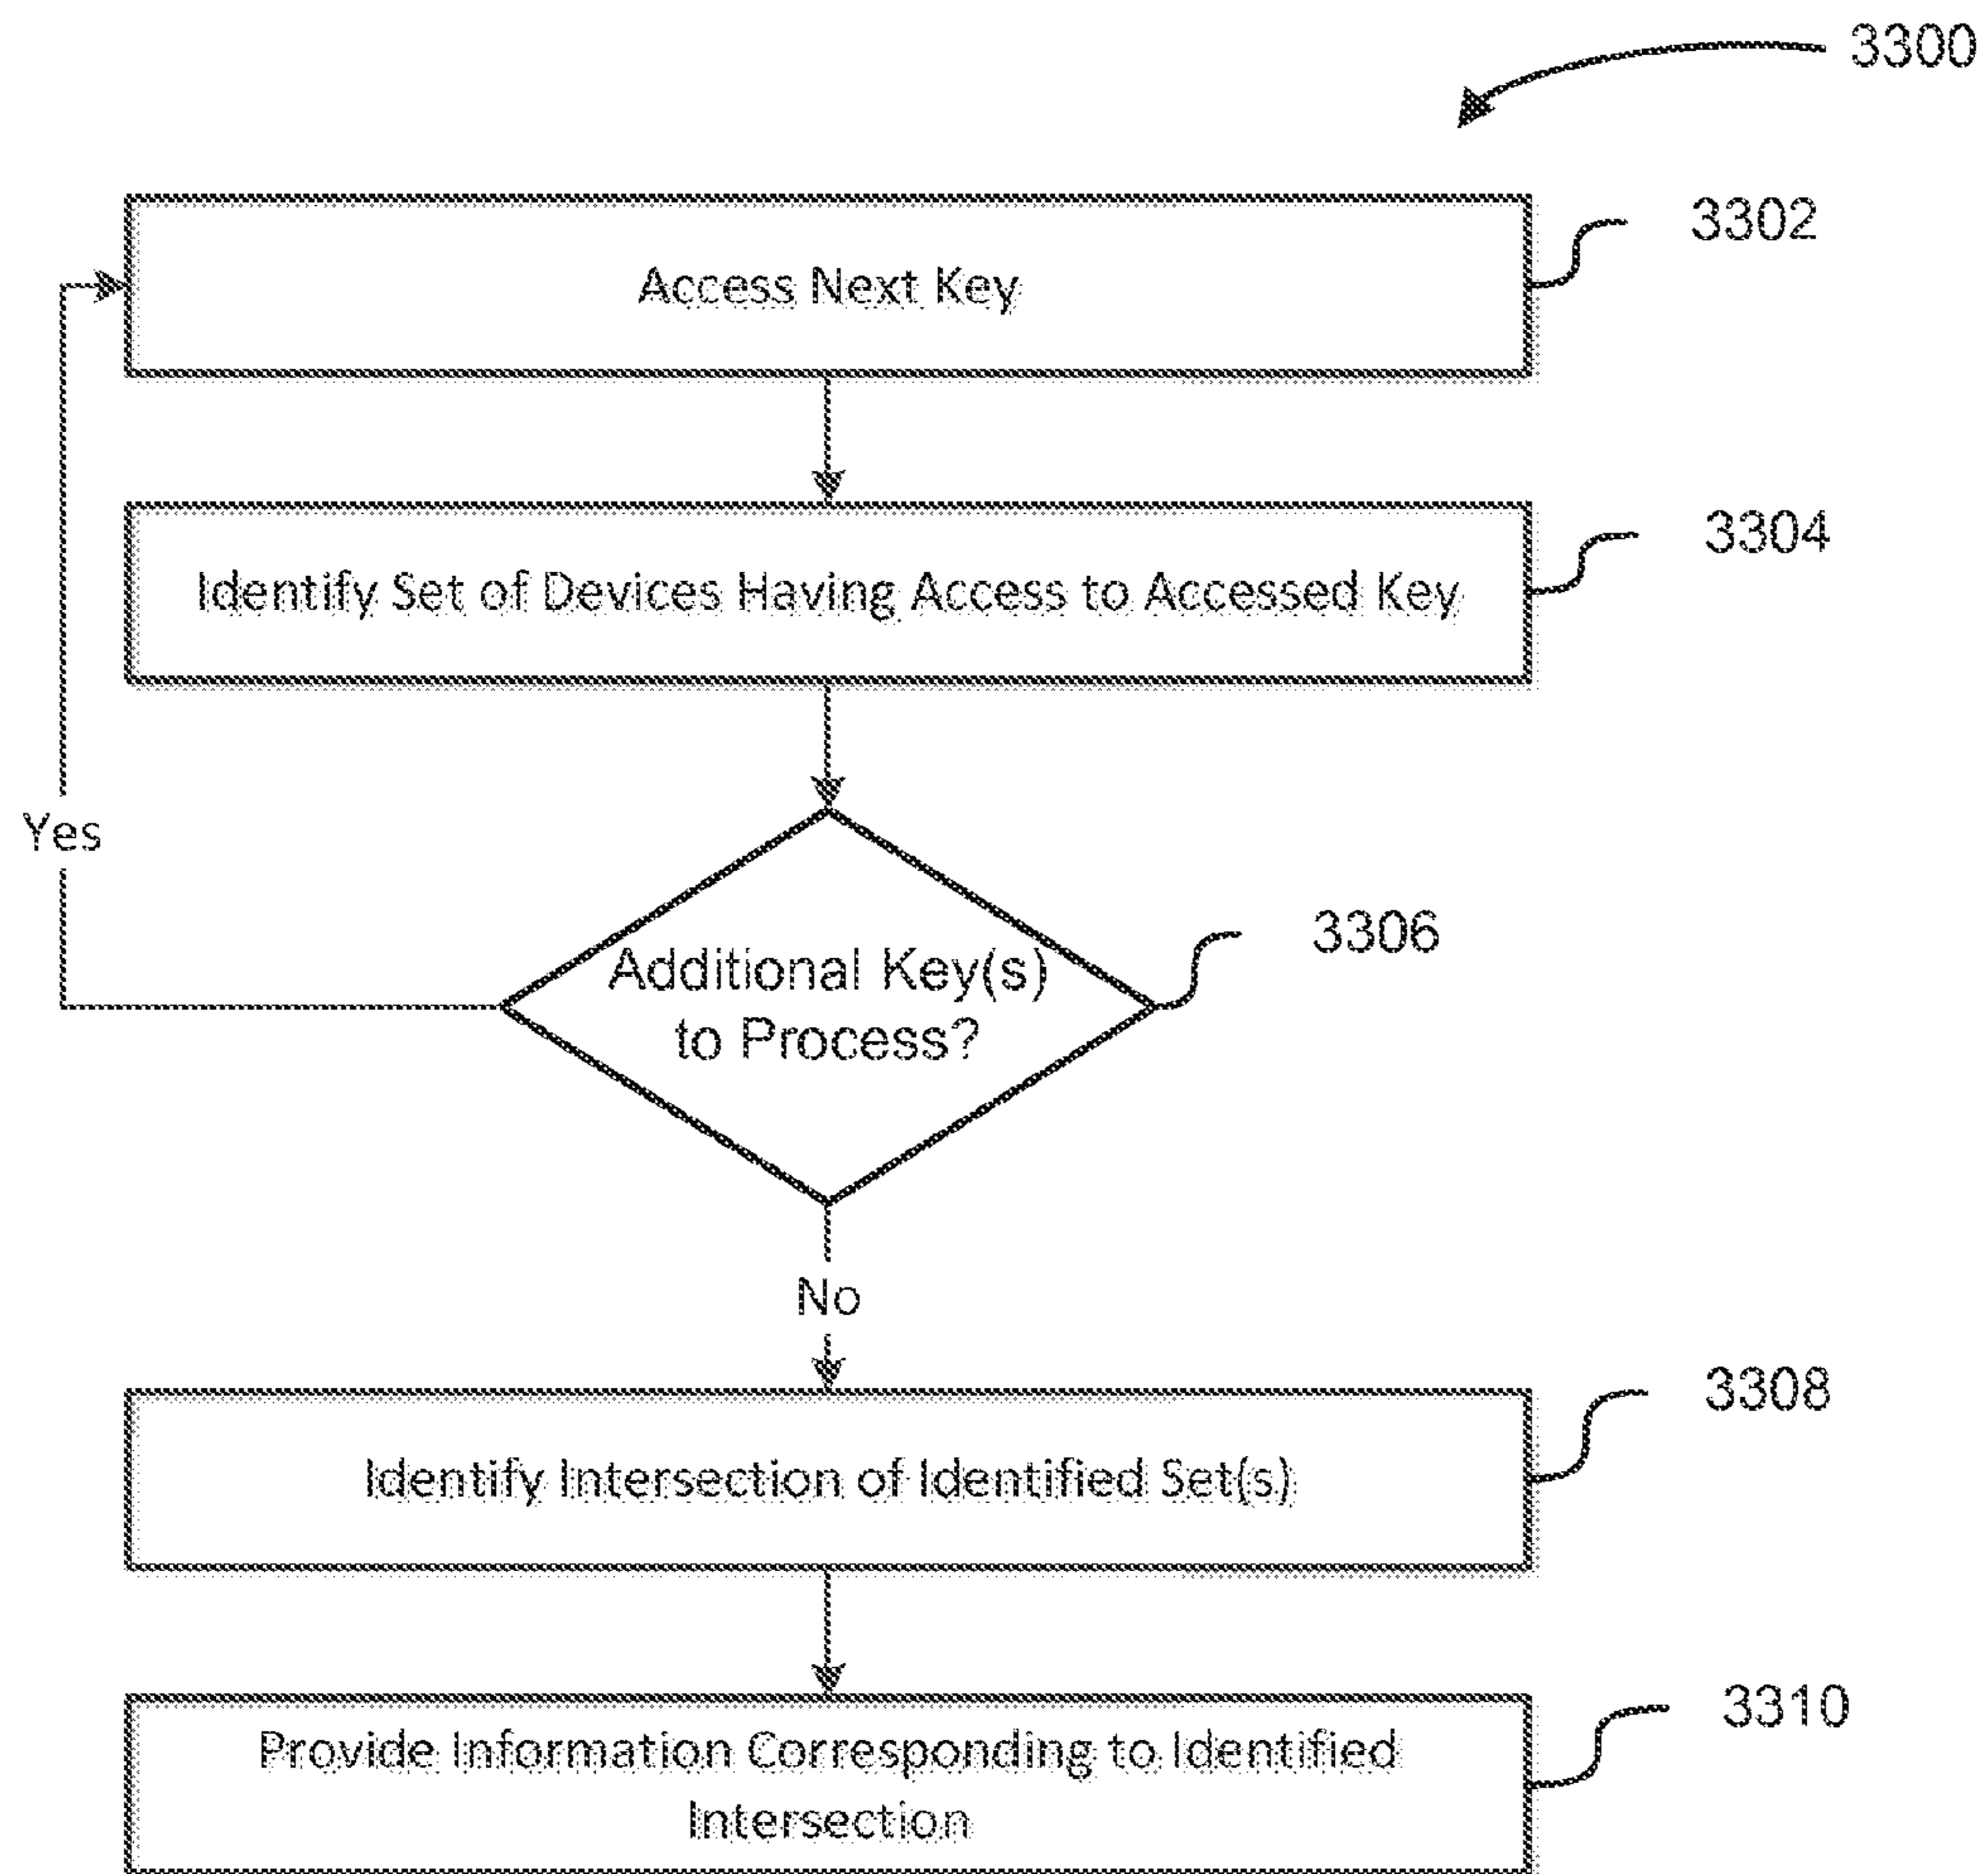 3300
Access Next Key
3302
Identify Set of Devices Having Access to Accessed Key
3304
Yes
Additional Key(s)
to Process?
3306
No
Identify Intersection of Identified Set(s)
3308
Provide Information Corresponding to Identified
Intersection
3310